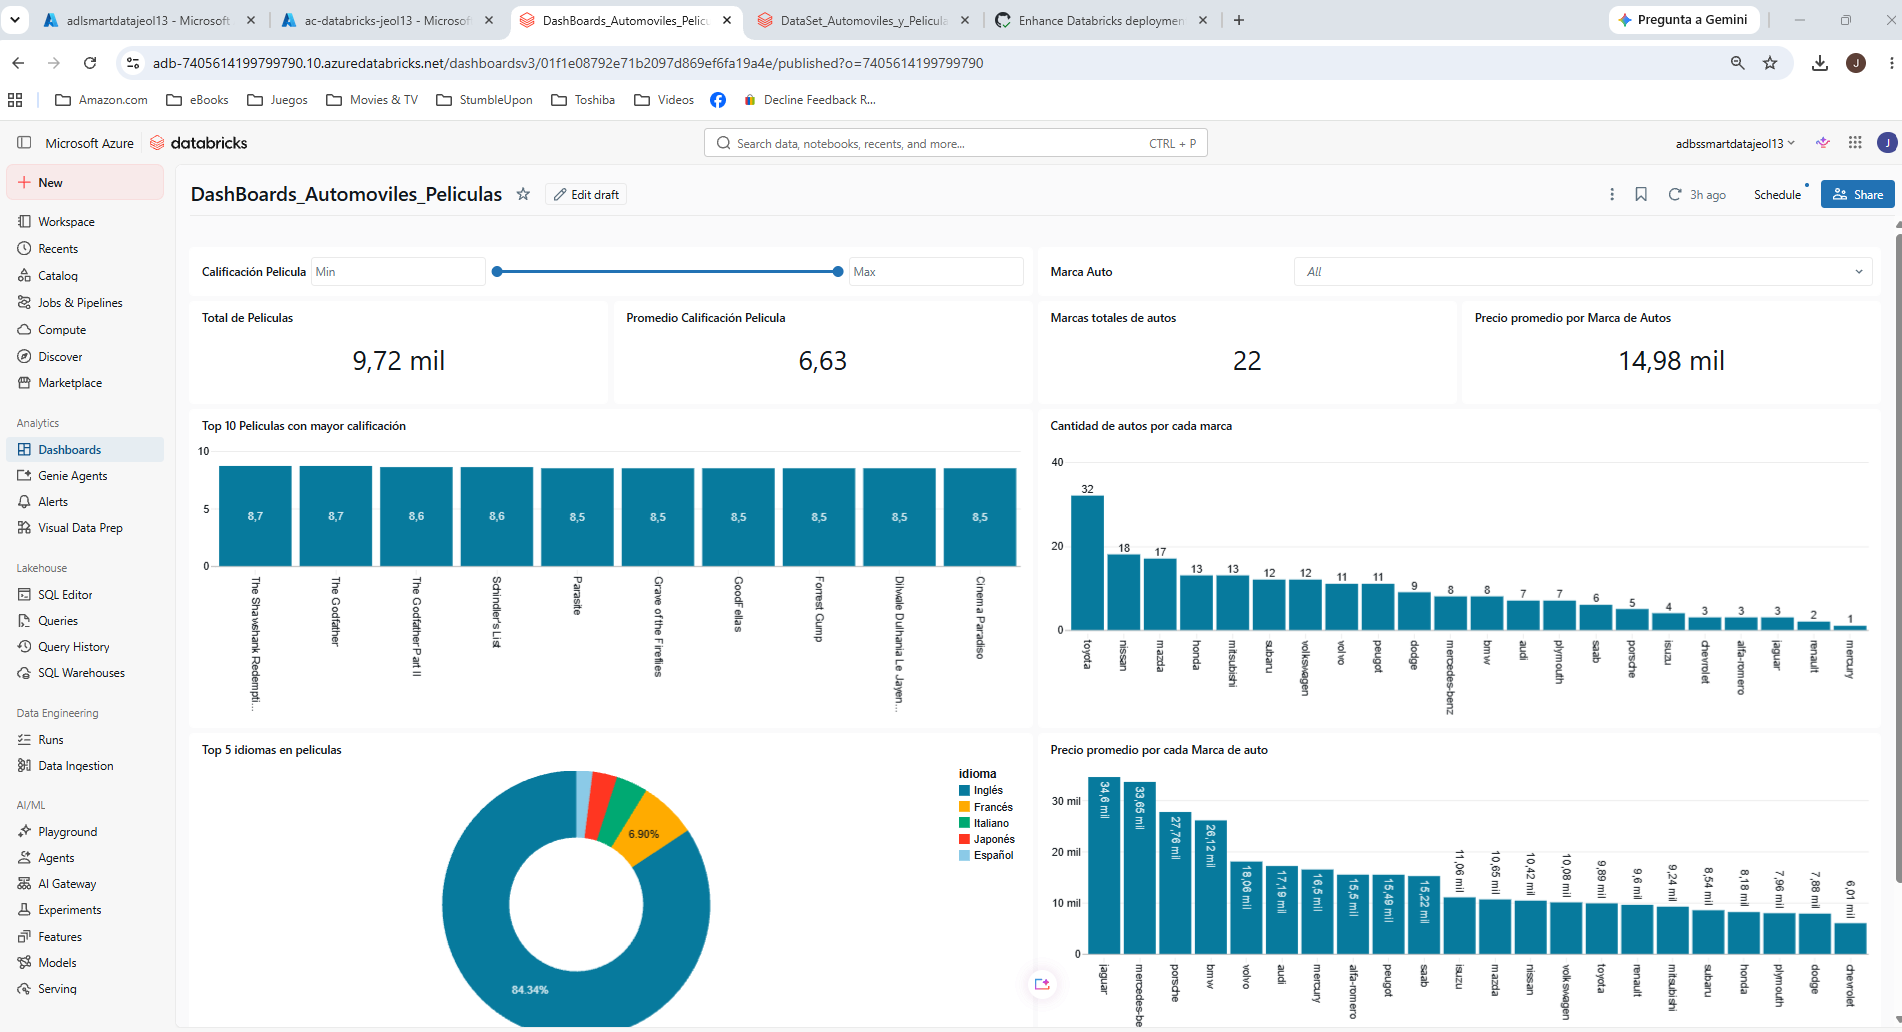 adlsmartdatajeol13 - Microsoft
ac-databricks-jeol13 - Microsof
DashBoards_Automoviles_Pelicu
DataSet_Automoviles_y_Pelicula
Enhance Databricks deploymen
Pregunta a Gemini
adb-7405614199799790.10.azuredatabricks.net/dashboardsv3/01f1e08792e71b2097d869ef6fa19a4e/published?o=7405614199799790
J
Amazon.com
eBooks
Juegos
Movies & TV
StumbleUpon
Toshiba
Videos
Decline Feedback R...
Microsoft Azure
databricks
Search data, notebooks, recents, and more...
CTRL + P
adbssmartdatajeol13
J
New
Workspace
Recents
Catalog
Jobs & Pipelines
Compute
Discover
Marketplace
Analytics
Dashboards
Genie Agents
Alerts
Visual Data Prep
Lakehouse
SQL Editor
Queries
Query History
SQL Warehouses
Data Engineering
Runs
Data Ingestion
AI/ML
Playground
Agents
AI Gateway
Experiments
Features
Models
Serving
DashBoards_Automoviles_Peliculas
Edit draft
3h ago
Schedule
Share
Calificación Pelicula
Min
Max
Marca Auto
All
Total de Peliculas
9,72 mil
Promedio Calificación Pelicula
6,63
Marcas totales de autos
22
Precio promedio por Marca de Autos
14,98 mil
Top 10 Peliculas con mayor calificación
10
5
0
8,7
8,7
8,6
8,6
8,5
8,5
8,5
8,5
8,5
8,5
The Shawshank Redempti...
The Godfather
The Godfather Part II
Schindler's List
Parasite
Grave of the Fireflies
GoodFellas
Forrest Gump
Dilwale Dulhania Le Jayen...
Cinema Paradiso
Cantidad de autos por cada marca
40
20
0
32
18
17
13
13
12
12
11
11
9
8
8
7
7
6
5
4
3
3
3
2
1
toyota
nissan
mazda
honda
mitsubishi
subaru
volkswagen
volvo
peugot
dodge
mercedes-benz
bmw
audi
plymouth
saab
porsche
isuzu
chevrolet
alfa-romero
jaguar
renault
mercury
Top 5 idiomas en peliculas
6.90%
84.34%
idioma
Inglés
Francés
Italiano
Japonés
Español
Precio promedio por cada Marca de auto
30 mil
20 mil
10 mil
0
34,6 mil
33,65 mil
27,76 mil
26,12 mil
18,06 mil
17,19 mil
16,5 mil
15,5 mil
15,49 mil
15,22 mil
11,06 mil
10,65 mil
10,42 mil
10,08 mil
9,89 mil
9,6 mil
9,24 mil
8,54 mil
8,18 mil
7,96 mil
7,88 mil
6,01 mil
jaguar
mercedes-be
porsche
bmw
volvo
audi
mercury
alfa-romero
peugot
saab
isuzu
mazda
nissan
volkswagen
toyota
renault
mitsubishi
subaru
honda
plymouth
dodge
chevrolet